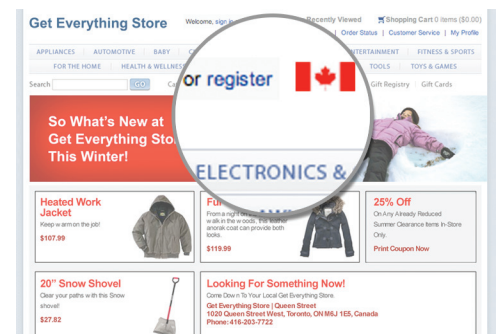 Get Everything Store
Welcome, sign
Recently Viewed
Shopping Cart 0 items ($0.00)
| Order Status | Customer Service | My Profile
APPLIANCES AUTOMOTIVE BABY
FITNESS & SPORTS
FOR THE HOME HEALTH & WELLNESS
TOOLS TOYS & GAMES
or register
Search GO
Gift Registry Gift Cards
ELECTRONICS &
So What's New at
Get Everything
This Winter!
Heated Work
Jacket
Keep warm on the job!
$107.99
From a night on
walk in the woods, this leather
anorak coat can provide both
looks.
$119.99
25% Off
On Any Already Reduced
Summer Clearance Items In-Store
Only.
Print Coupon Now
20" Snow Shovel
Clear your paths with this Snow
shovel!
$27.82
Looking For Something Now!
Come Down To Your Local Get Everything Store.
Get Everything Store | Queen Street
1020 Queen Street West, Toronto, ON M6J 1E5, Canada
Phone: 416-203-7722